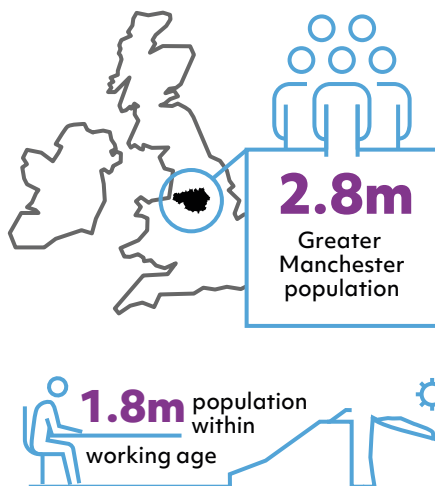 2.8m
Greater
Manchester
population
1.8m population
within
working age